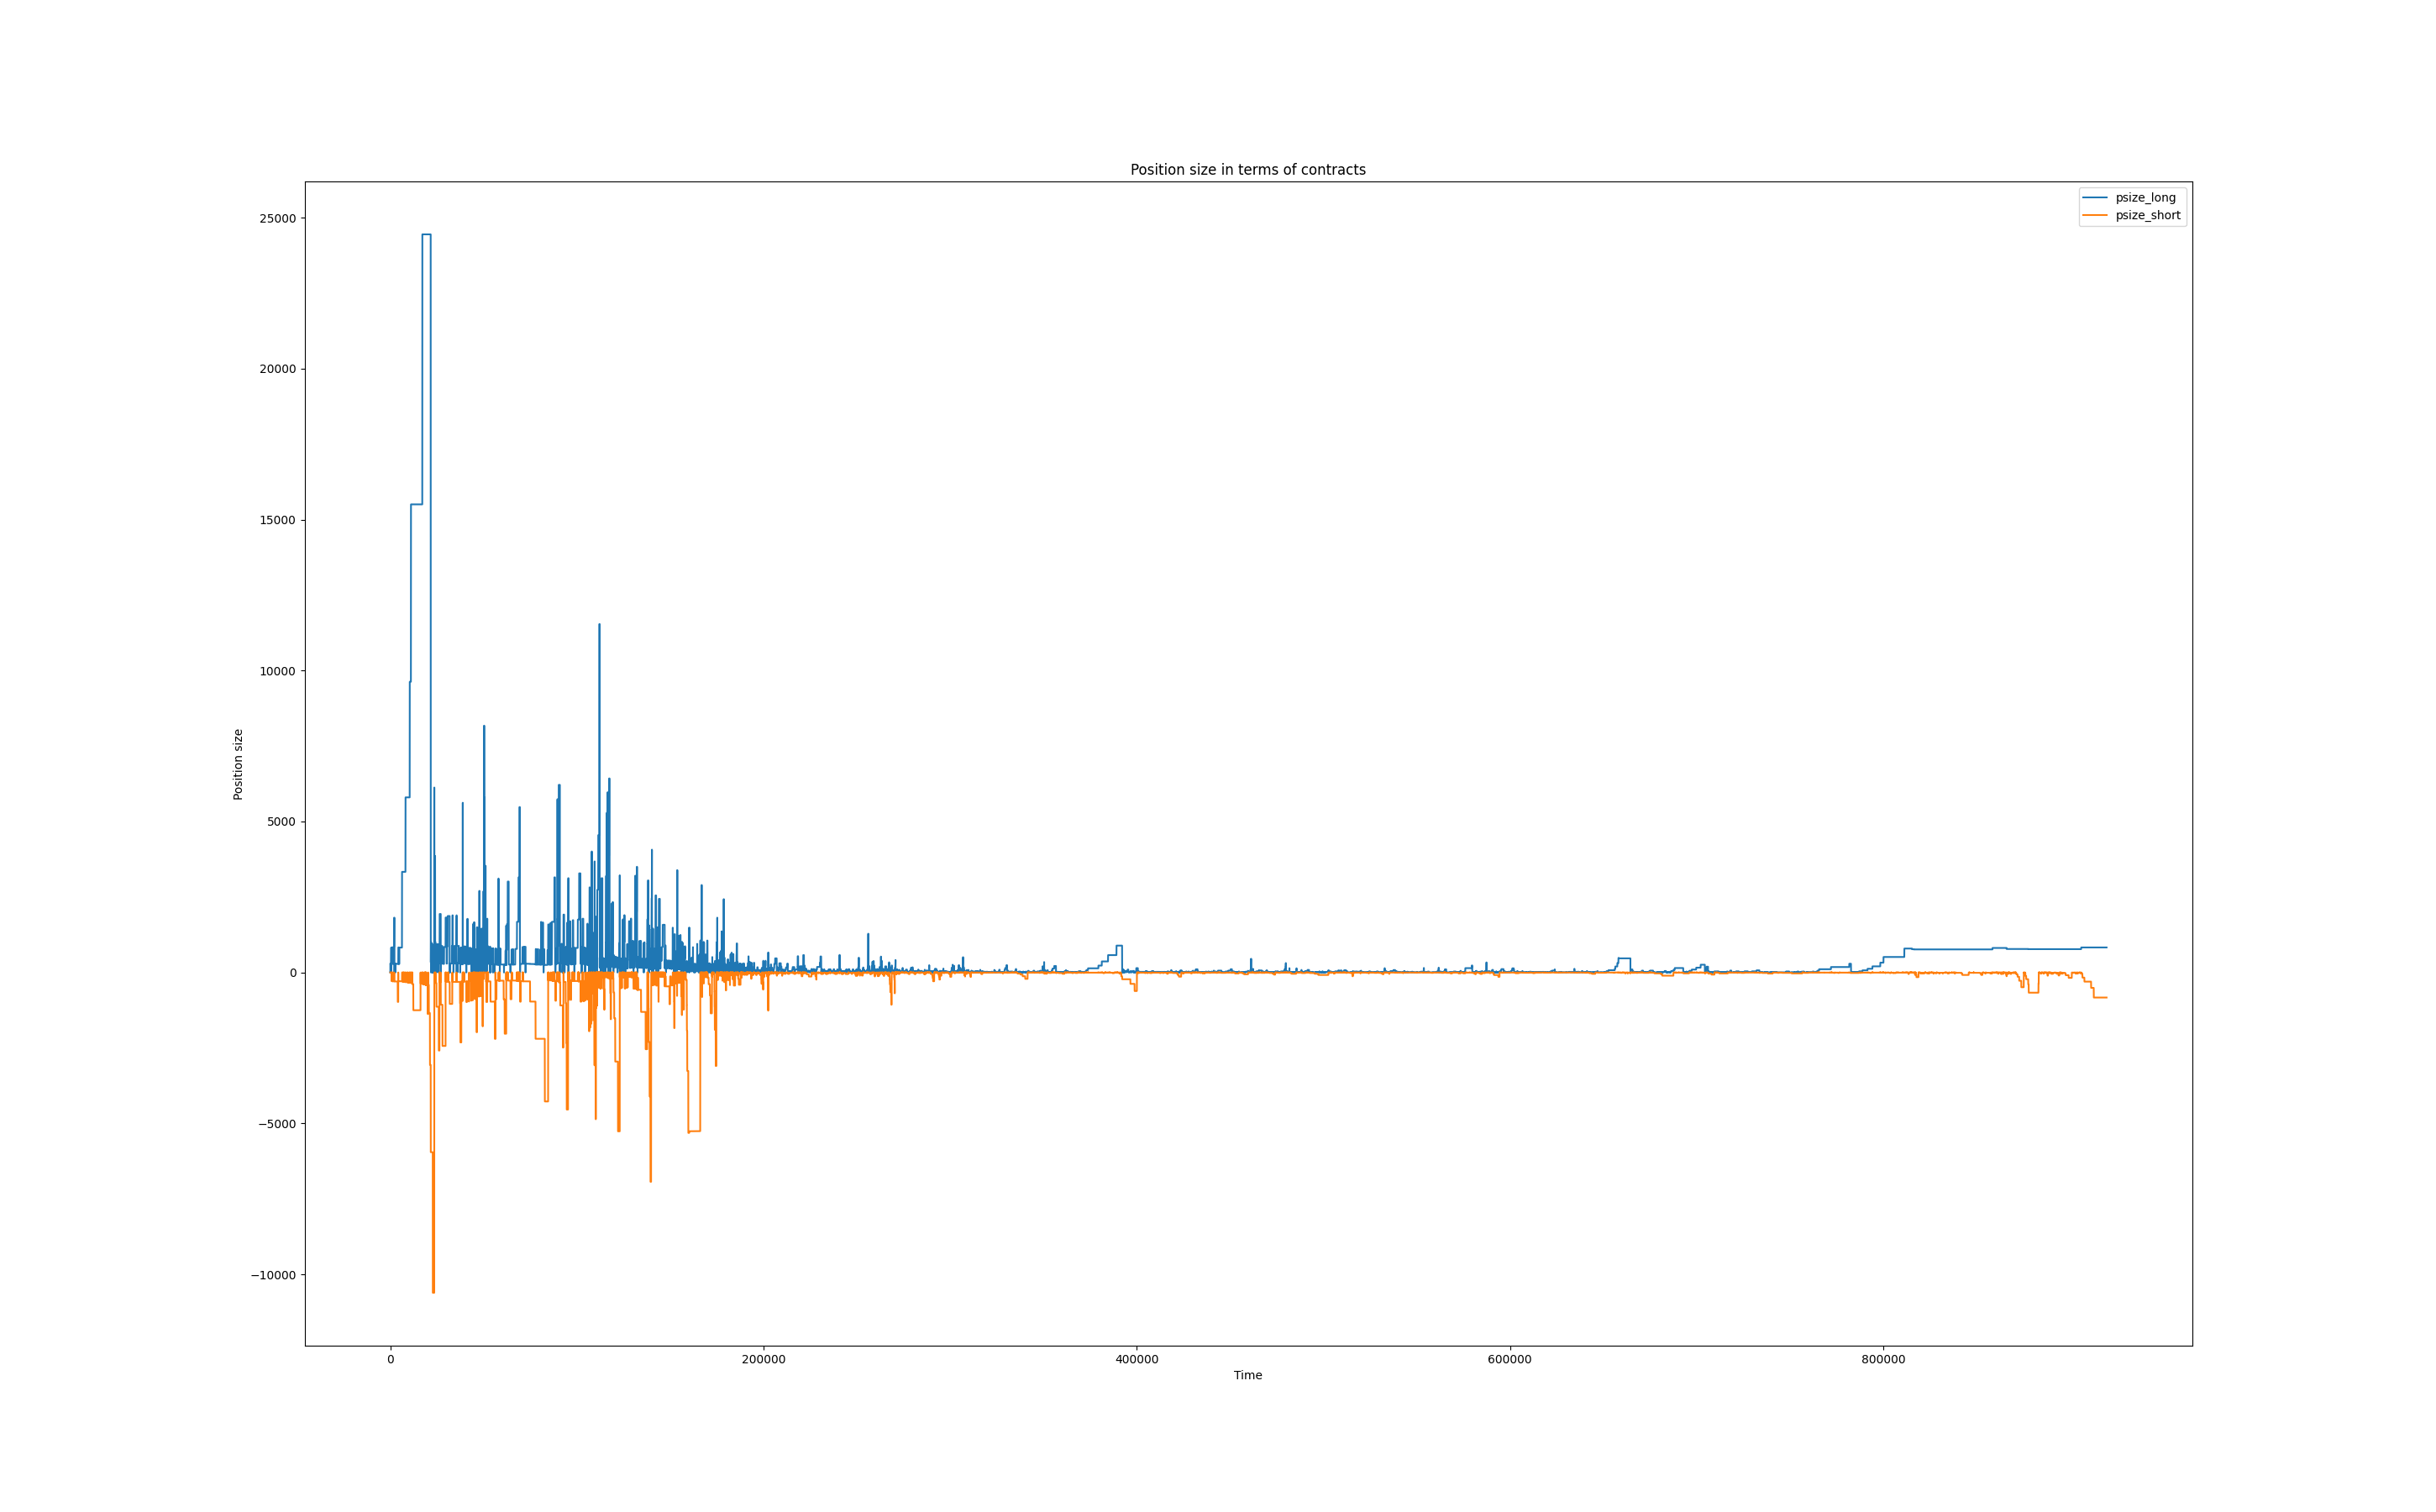 Position size in terms of contracts
psize_long
psize_short
25000
20000
15000
10000
5000
0
−5000
−10000
Position size
0
200000
400000
600000
800000
Time